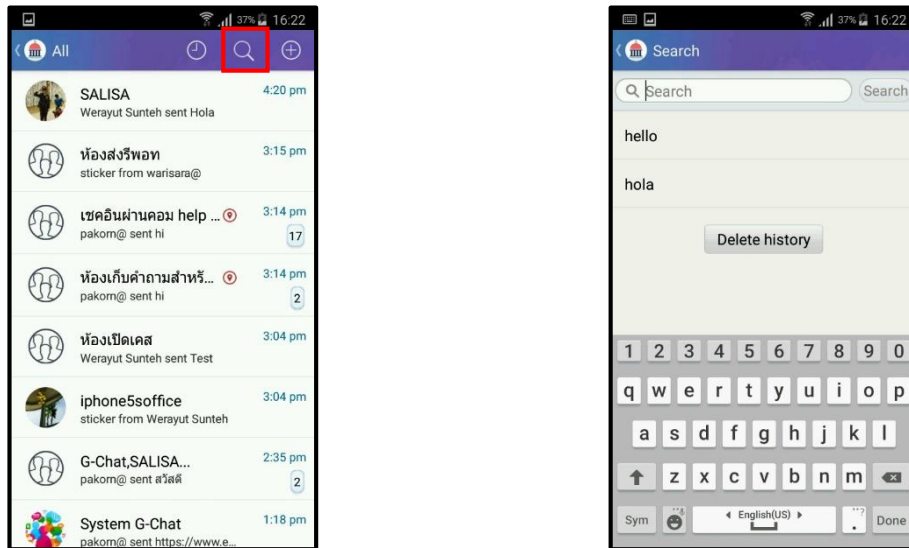 37% 16:22
All
SALISA 4:20 pm
Werayut Sunteh sent Hola
ห้องส่งรีพอท 3:15 pm
sticker from warisara@
เชคอินผ่านคอม help ... 3:14 pm
pakorn@ sent hi 17
ห้องเก็บคำถามสำหรั... 3:14 pm
pakorn@ sent hi 2
ห้องเปิดเคส 3:04 pm
Werayut Sunteh sent Test
iphone5soffice 3:04 pm
sticker from Werayut Sunteh
G-Chat,SALISA... 2:35 pm
pakorn@ sent สวัสดี 2
System G-Chat 1:18 pm
pakorn@ sent https://www.e...
37% 16:22
Search
Search Search
hello
hola
Delete history
1 2 3 4 5 6 7 8 9 0
q w e r t y u i o p
a s d f g h j k l
z x c v b n m
Sym English(US) . Done